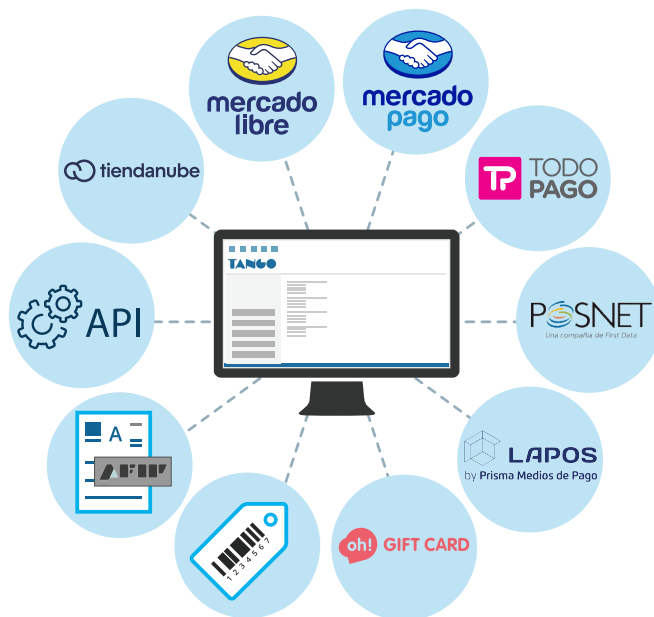 mercado
libre
mercado
pago
tiendanube
TODO
PAGO
TANGO
API
POSNET
Una compañía de First Data
A
AFIP
LAPOS
by Prisma Medios de Pago
1234567
oh! GIFT CARD